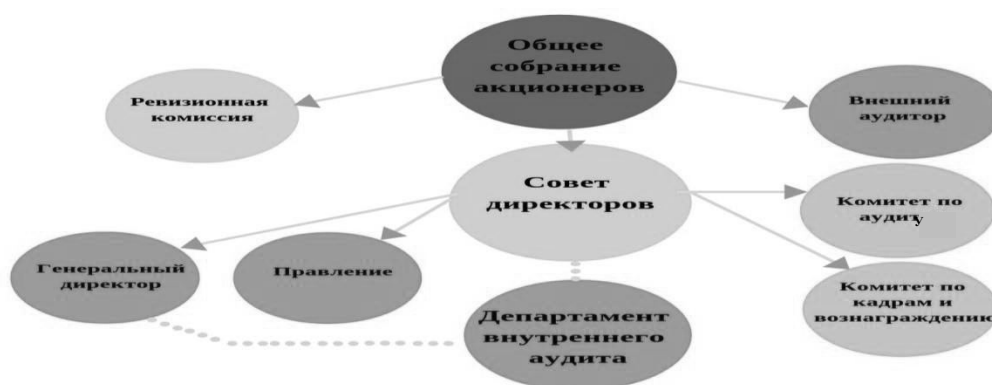 Общее
собрание
акционеров
Ревизионная
комиссия
Внешний
аудитор
Совет
директоров
Комитет по
аудиту
Генеральный
директор
Правление
Комитет по
кадрам и
вознаграждению
Департамент
внутреннего
аудита